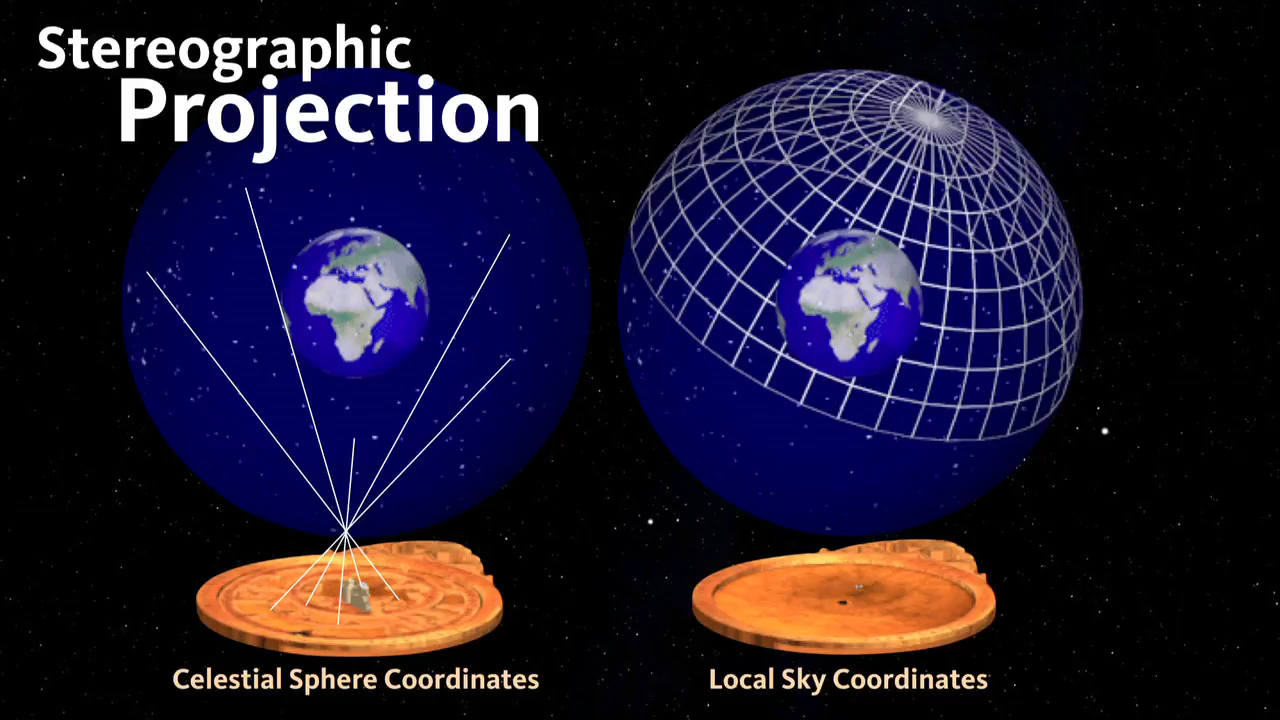 Stereographic
Projection
Celestial Sphere Coordinates
Local Sky Coordinates